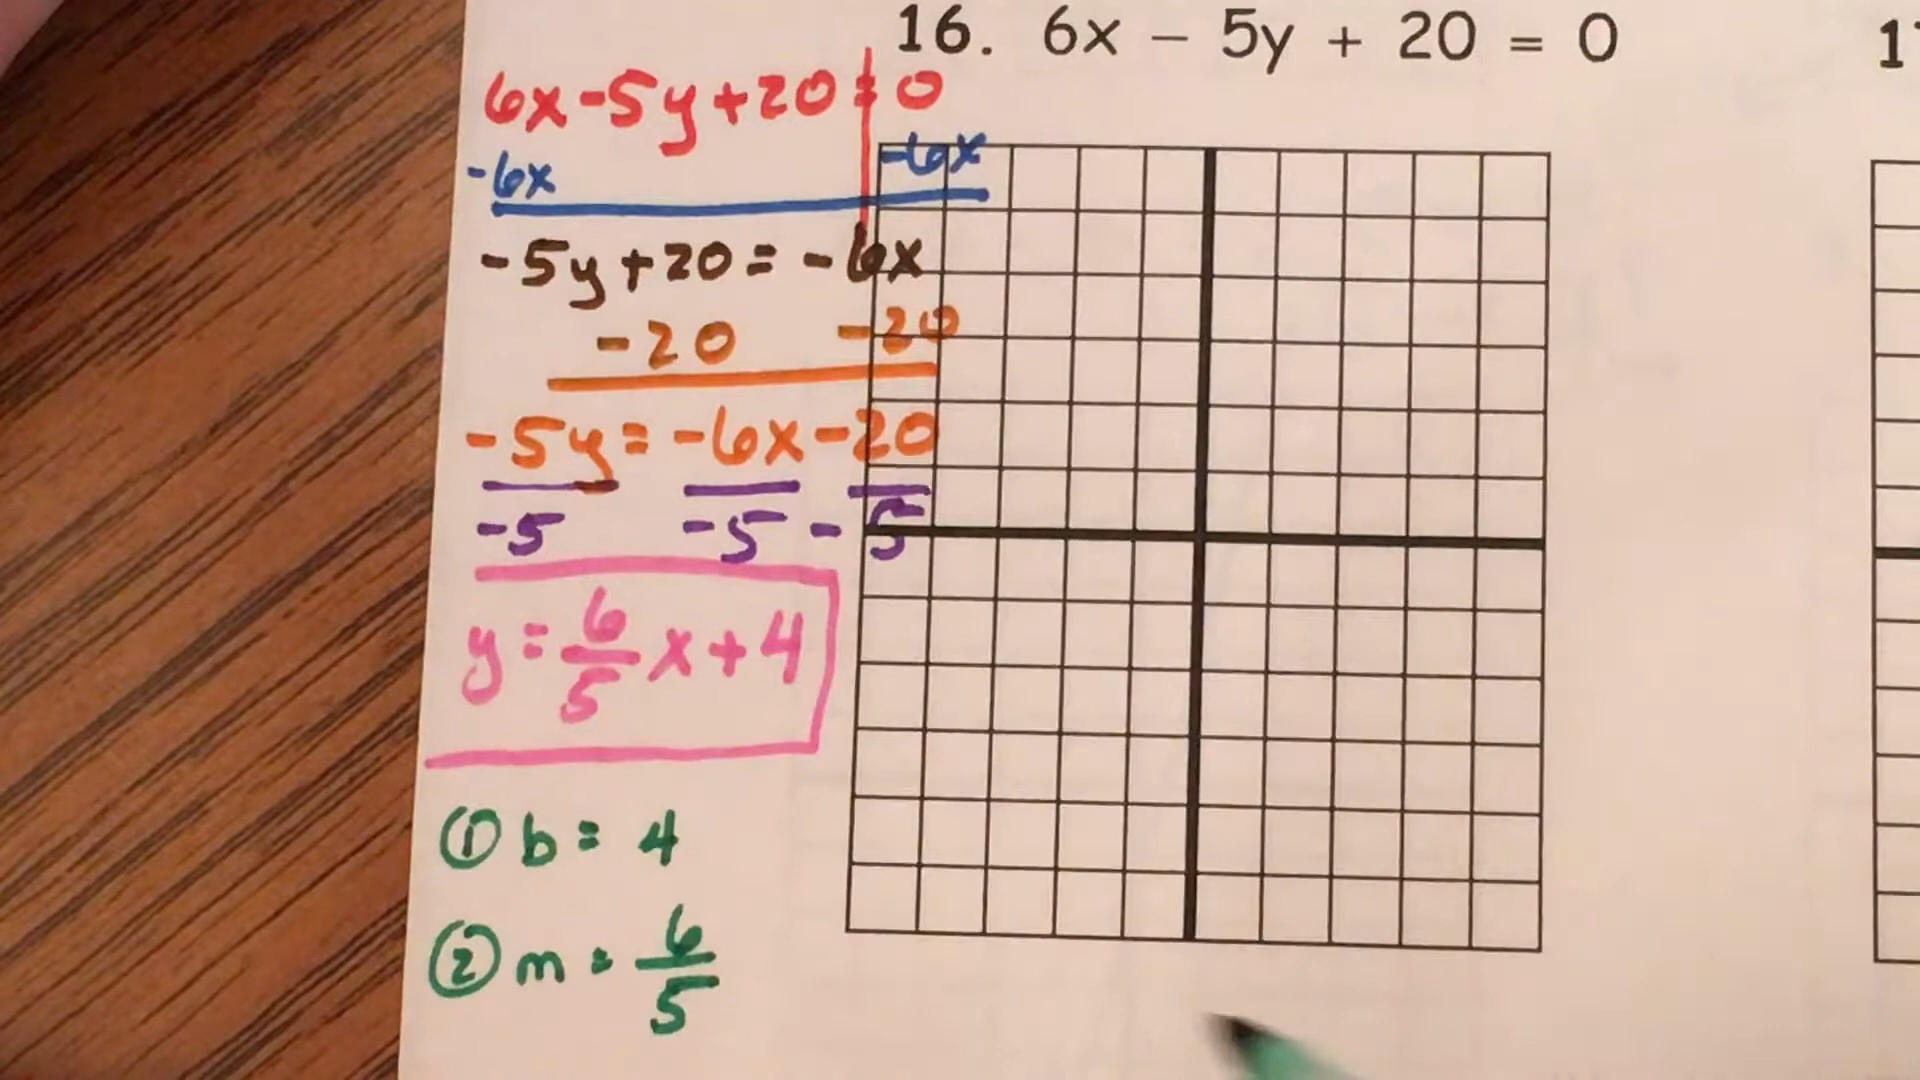 16. 6x − 5y + 20 = 0
1
6x-5y+20=0
-6x -6x
-5y+20=-6x
-20 -20
-5y=-6x-20
-5 -5 -5
y=6/5x+4
① b=4
② m=6/5